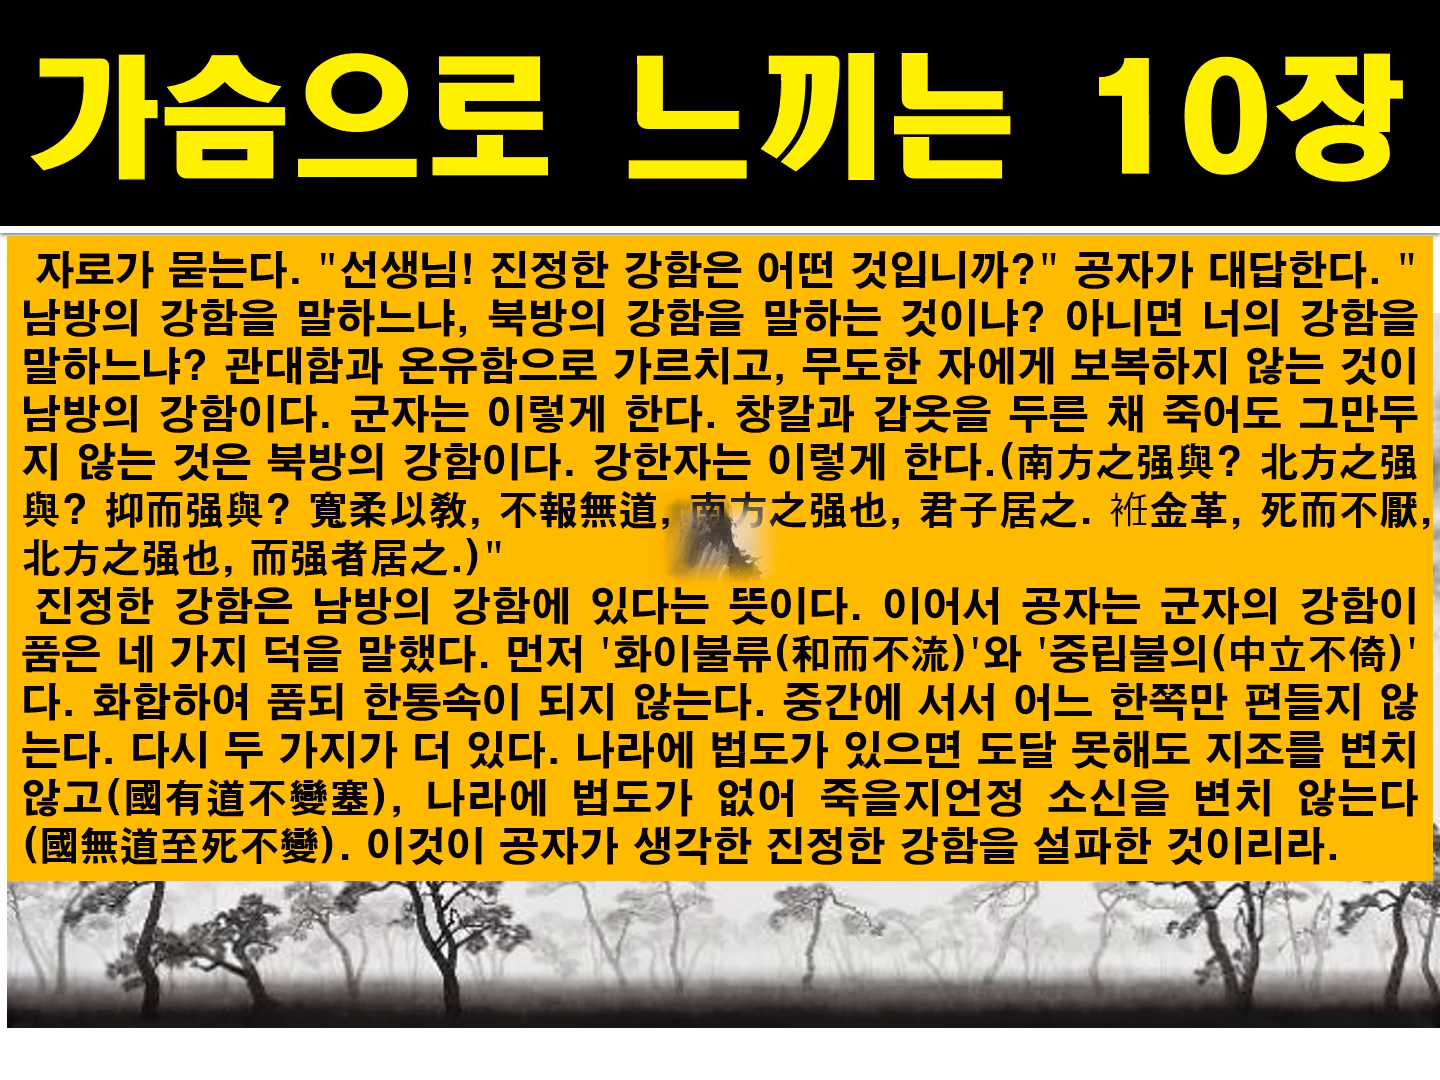 가슴으로 느끼는 10장
자로가 묻는다. "선생님! 진정한 강함은 어떤 것입니까?" 공자가 대답한다. "
남방의 강함을 말하느냐, 북방의 강함을 말하는 것이냐? 아니면 너의 강함을
말하느냐? 관대함과 온유함으로 가르치고, 무도한 자에게 보복하지 않는 것이
남방의 강함이다. 군자는 이렇게 한다. 창칼과 갑옷을 두른 채 죽어도 그만두
지 않는 것은 북방의 강함이다. 강한자는 이렇게 한다.(南方之强與? 北方之强
與? 抑而强與? 寬柔以敎, 不報無道, 南方之强也, 君子居之. 袵金革, 死而不厭,
北方之强也, 而强者居之.)"
진정한 강함은 남방의 강함에 있다는 뜻이다. 이어서 공자는 군자의 강함이
품은 네 가지 덕을 말했다. 먼저 '화이불류(和而不流)'와 '중립불의(中立不倚)'
다. 화합하여 품되 한통속이 되지 않는다. 중간에 서서 어느 한쪽만 편들지 않
는다. 다시 두 가지가 더 있다. 나라에 법도가 있으면 도달 못해도 지조를 변치
않고(國有道不變塞), 나라에 법도가 없어 죽을지언정 소신을 변치 않는다
(國無道至死不變). 이것이 공자가 생각한 진정한 강함을 설파한 것이리라.